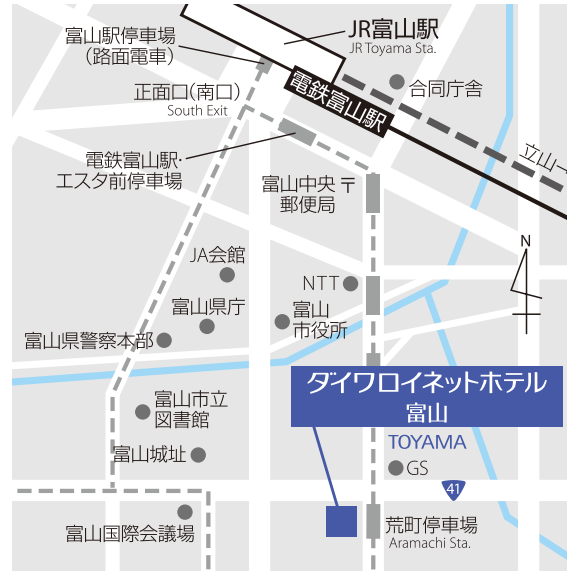 JR富山駅
JR Toyama Sta.
富山駅停車場
（路面電車）
合同庁舎
電鉄富山駅
正面口（南口）
South Exit
立山→
電鉄富山駅・
エスタ前停車場
富山中央〒
郵便局
N
JA会館
NTT
富山県庁
富山
市役所
富山県警察本部
ダイワロイネットホテル
富山
富山市立
図書館
TOYAMA
富山城址
GS
41
富山国際会議場
荒町停車場
Aramachi Sta.